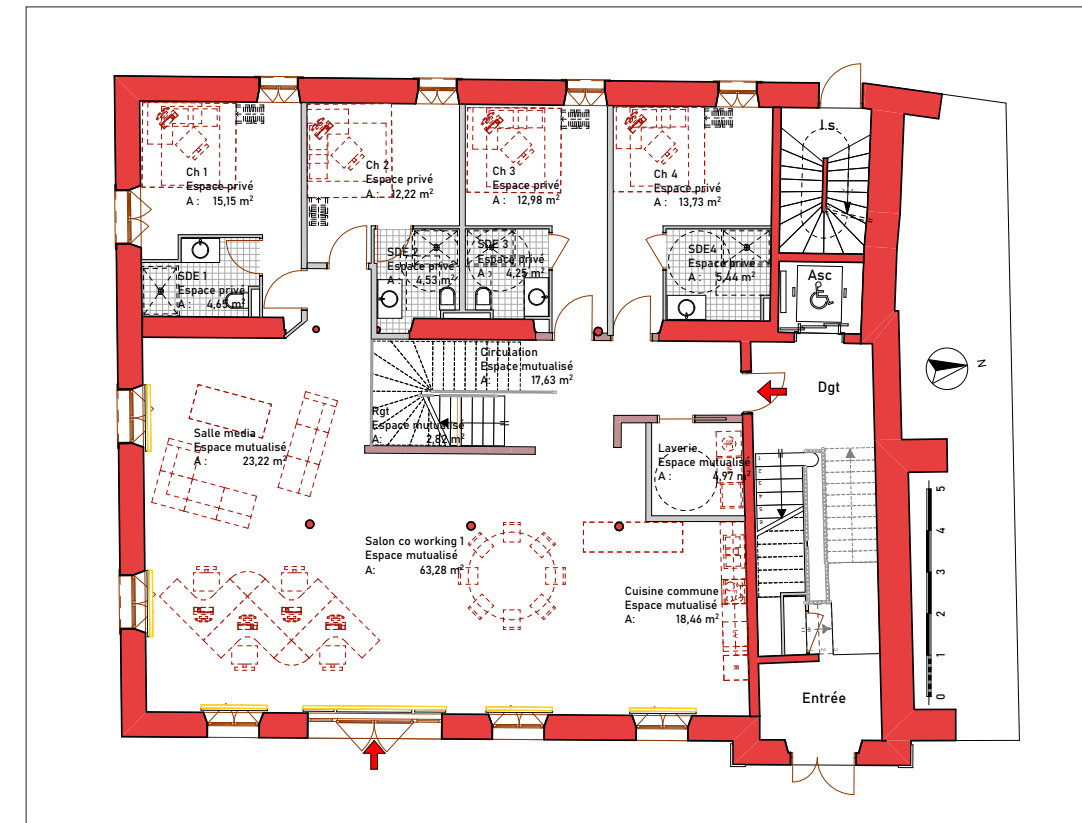 I.s.
Ch 1
Espace privé
A : 15,15 m²
Ch 2
Espace privé
A : 12,22 m²
Ch 3
Espace privé
A : 12,98 m²
Ch 4
Espace privé
A : 13,73 m²
SDE 1
Espace privé
A : 4,65 m²
SDE 2
Espace privé
A : 4,53 m²
SDE 3
Espace privé
A : 4,25 m²
SDE4
Espace privé
A : 5,44 m²
Asc
Circulation
Espace mutualisé
A: 17,63 m²
Dgt
N
Rgt
Espace mutualisé
A: 2,82 m²
Salle media
Espace mutualisé
A : 23,22 m²
Laverie
Espace mutualisé
A : 4,97 m²
Salon co working 1
Espace mutualisé
A: 63,28 m²
Cuisine commune
Espace mutualisé
A: 18,46 m²
Entrée
5
4
3
2
1
0